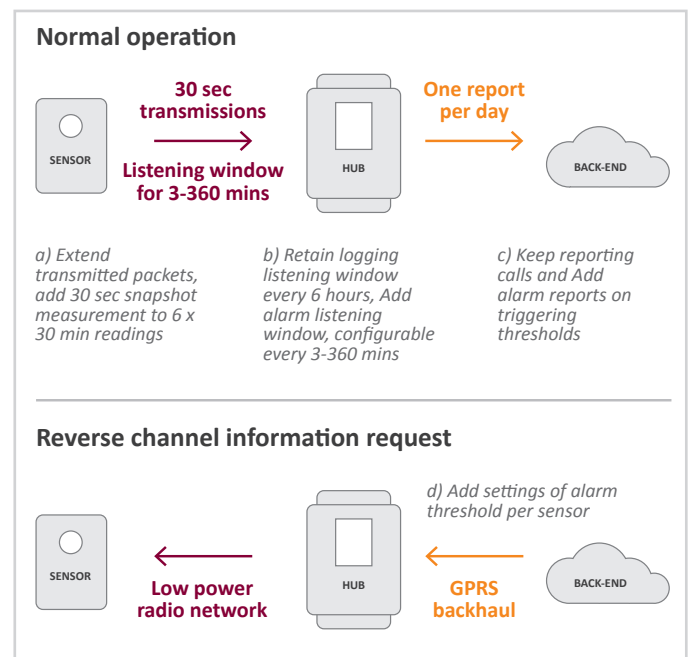 Normal operation
30 sec
transmissions
One report
per day
SENSOR
HUB
BACK-END
Listening window
for 3-360 mins
a) Extend
transmitted packets,
add 30 sec snapshot
measurement to 6 x
30 min readings
b) Retain logging
listening window
every 6 hours, Add
alarm listening
window, configurable
every 3-360 mins
c) Keep reporting
calls and Add
alarm reports on
triggering
thresholds
Reverse channel information request
d) Add settings of alarm
threshold per sensor
SENSOR
HUB
BACK-END
Low power
radio network
GPRS
backhaul